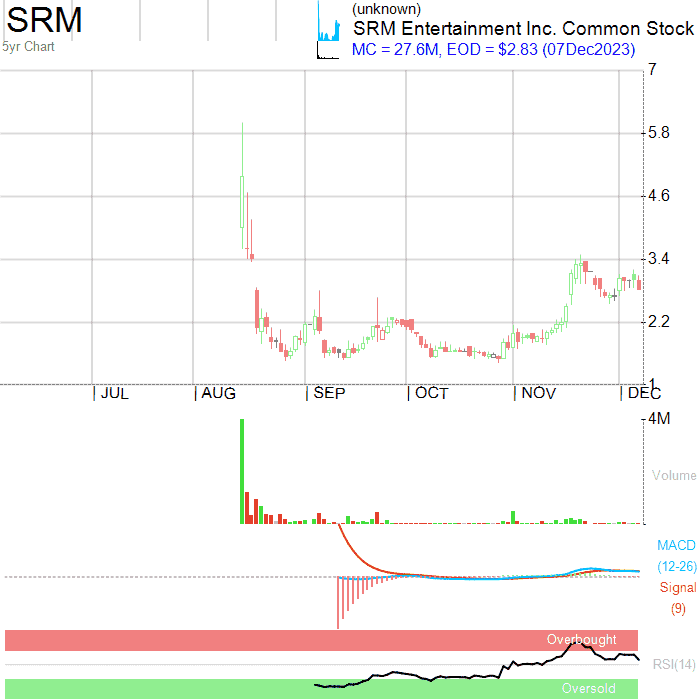 SRM
5yr Chart
(unknown)
SRM Entertainment Inc. Common Stock
MC = 27.6M, EOD = $2.83 (07Dec2023)
7
5.8
4.6
3.4
2.2
1
JUL AUG SEP OCT NOV DEC
4M
Volume
MACD
(12-26)
Signal
(9)
Overbought
RSI(14)
Oversold